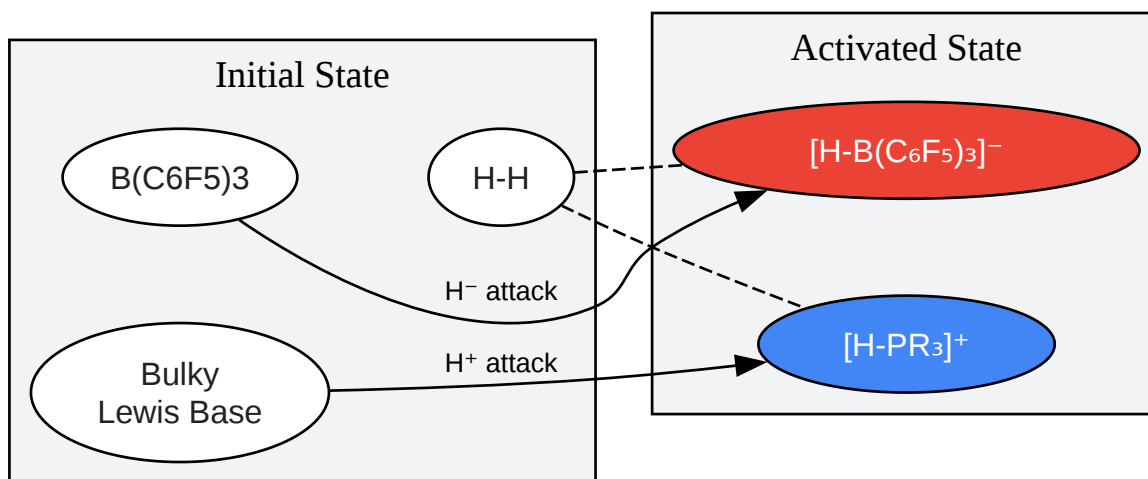 Initial State
B(C6F5)3
H-H
H⁻ attack
H⁺ attack
Bulky
Lewis Base
Activated State
[H-B(C₆F₅)₃]⁻
[H-PR₃]⁺